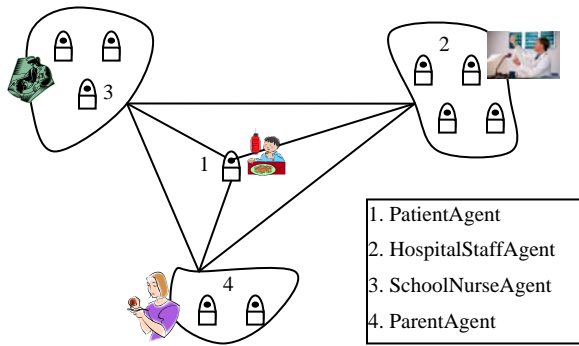 3
2
1
4
1. PatientAgent
2. HospitalStaffAgent
3. SchoolNurseAgent
4. ParentAgent